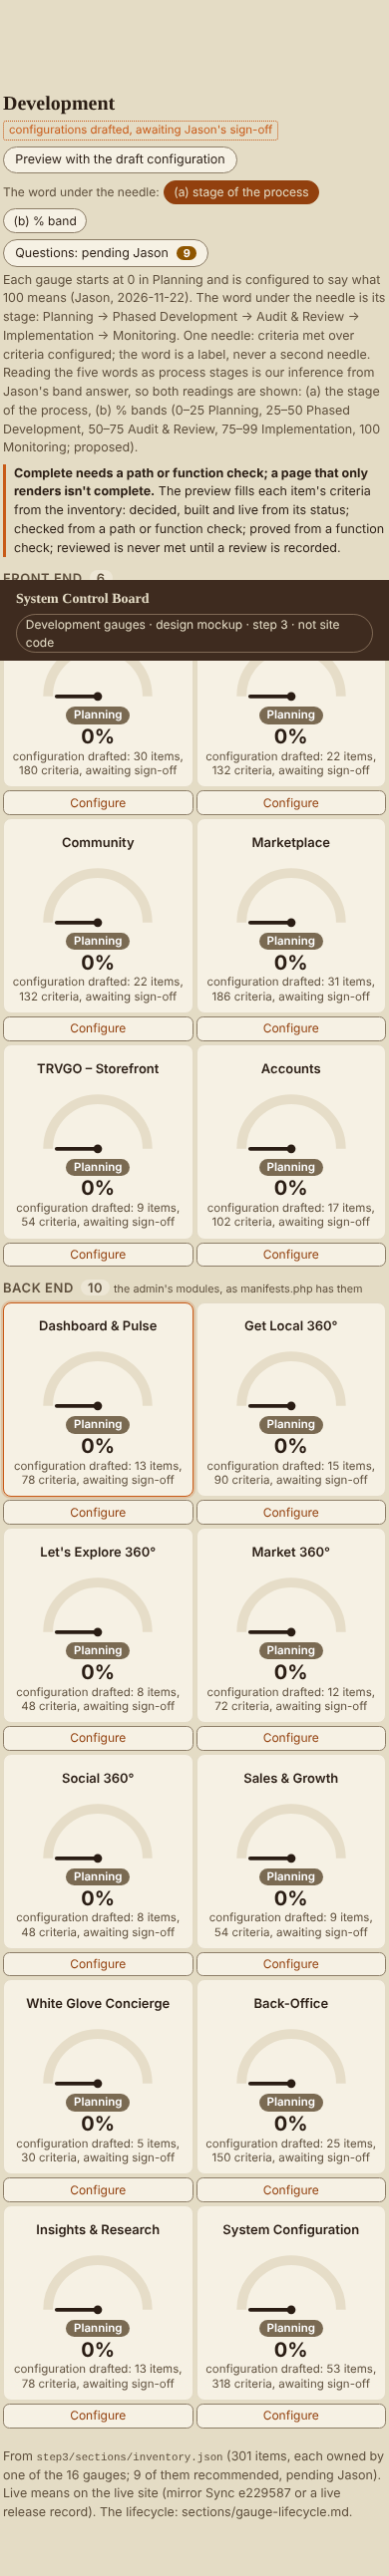 Development
configurations drafted, awaiting Jason's sign-off
Preview with the draft configuration
The word under the needle: (a) stage of the process
(b) % band
Questions: pending Jason 9
Each gauge starts at 0 in Planning and is configured to say what
100 means (Jason, 2026-11-22). The word under the needle is its
stage: Planning → Phased Development → Audit & Review →
Implementation → Monitoring. One needle: criteria met over
criteria configured; the word is a label, never a second needle.
Reading the five words as process stages is our inference from
Jason's band answer, so both readings are shown: (a) the stage
of the process, (b) % bands (0–25 Planning, 25–50 Phased
Development, 50–75 Audit & Review, 75–99 Implementation, 100
Monitoring; proposed).
Complete needs a path or function check; a page that only
renders isn't complete. The preview fills each item's criteria
from the inventory: decided, built and live from its status;
checked from a path or function check; proved from a function
check; reviewed is never met until a review is recorded.
FRONT END 6
System Control Board
Development gauges · design mockup · step 3 · not site
code
Planning Planning
0% 0%
configuration drafted: 30 items, configuration drafted: 22 items,
180 criteria, awaiting sign-off 132 criteria, awaiting sign-off
Configure Configure
Community Marketplace
Planning Planning
0% 0%
configuration drafted: 22 items, configuration drafted: 31 items,
132 criteria, awaiting sign-off 186 criteria, awaiting sign-off
Configure Configure
TRVGO – Storefront Accounts
Planning Planning
0% 0%
configuration drafted: 9 items, configuration drafted: 17 items,
54 criteria, awaiting sign-off 102 criteria, awaiting sign-off
Configure Configure
BACK END 10 the admin's modules, as manifests.php has them
Dashboard & Pulse Get Local 360°
Planning Planning
0% 0%
configuration drafted: 13 items, configuration drafted: 15 items,
78 criteria, awaiting sign-off 90 criteria, awaiting sign-off
Configure Configure
Let's Explore 360° Market 360°
Planning Planning
0% 0%
configuration drafted: 8 items, configuration drafted: 12 items,
48 criteria, awaiting sign-off 72 criteria, awaiting sign-off
Configure Configure
Social 360° Sales & Growth
Planning Planning
0% 0%
configuration drafted: 8 items, configuration drafted: 9 items,
48 criteria, awaiting sign-off 54 criteria, awaiting sign-off
Configure Configure
White Glove Concierge Back-Office
Planning Planning
0% 0%
configuration drafted: 5 items, configuration drafted: 25 items,
30 criteria, awaiting sign-off 150 criteria, awaiting sign-off
Configure Configure
Insights & Research System Configuration
Planning Planning
0% 0%
configuration drafted: 13 items, configuration drafted: 53 items,
78 criteria, awaiting sign-off 318 criteria, awaiting sign-off
Configure Configure
From step3/sections/inventory.json (301 items, each owned by
one of the 16 gauges; 9 of them recommended, pending Jason).
Live means on the live site (mirror Sync e229587 or a live
release record). The lifecycle: sections/gauge-lifecycle.md.